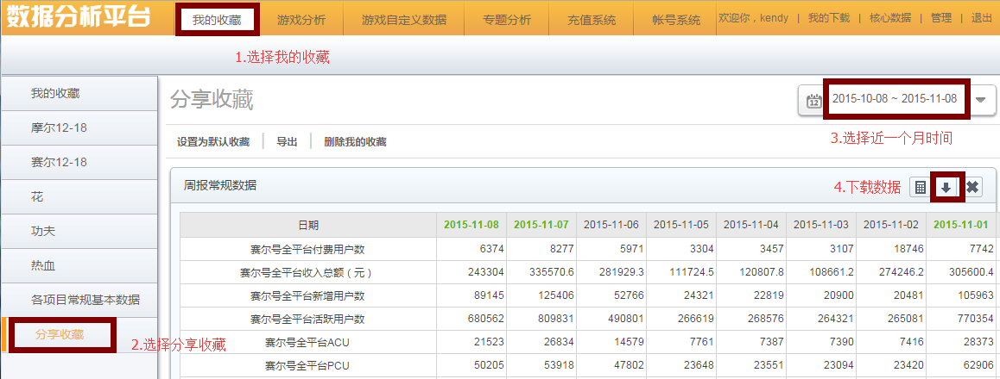 数据分析平台 我的收藏 游戏分析 游戏自定义数据 专题分析 充值系统 帐号系统 欢迎你，kendy | 我的下载 | 核心数据 | 管理 | 退出
1.选择我的收藏
我的收藏
摩尔12-18
赛尔12-18
花
功夫
热血
各项目常规基本数据
分享收藏
2.选择分享收藏
分享收藏
12 2015-10-08 ~ 2015-11-08
3.选择近一个月时间
设置为默认收藏 | 导出 | 删除我的收藏
周报常规数据
4.下载数据
日期 2015-11-08 2015-11-07 2015-11-06 2015-11-05 2015-11-04 2015-11-03 2015-11-02 2015-11-01
赛尔号全平台付费用户数 6374 8277 5971 3304 3457 3107 18746 7742
赛尔号全平台收入总额（元） 243304 335570.6 281929.3 111724.5 120807.8 108661.2 274246.2 305600.4
赛尔号全平台新增用户数 89145 125406 52766 24321 22819 20900 20481 105963
赛尔号全平台活跃用户数 680562 809831 490801 266619 268576 264321 265081 770354
赛尔号全平台ACU 21523 26834 14579 7761 7387 7390 7416 28373
赛尔号全平台PCU 50205 53918 47802 23648 23551 23094 23420 62906